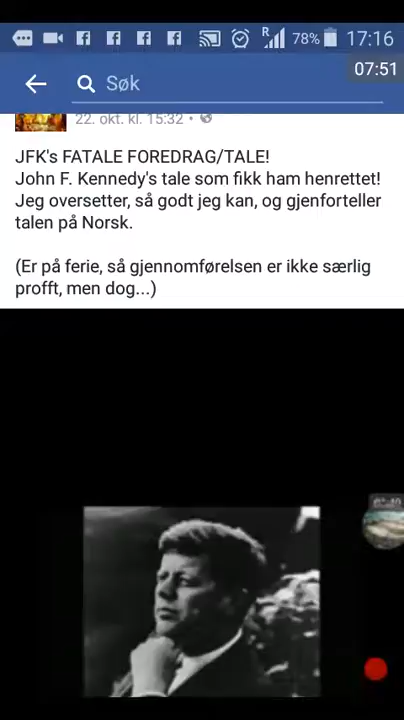 R
78%
17:16
07:51
Søk
22. okt. kl. 15:32 •
JFK's FATALE FOREDRAG/TALE!
John F. Kennedy's tale som fikk ham henrettet!
Jeg oversetter, så godt jeg kan, og gjenforteller
talen på Norsk.
(Er på ferie, så gjennomførelsen er ikke særlig
profft, men dog...)